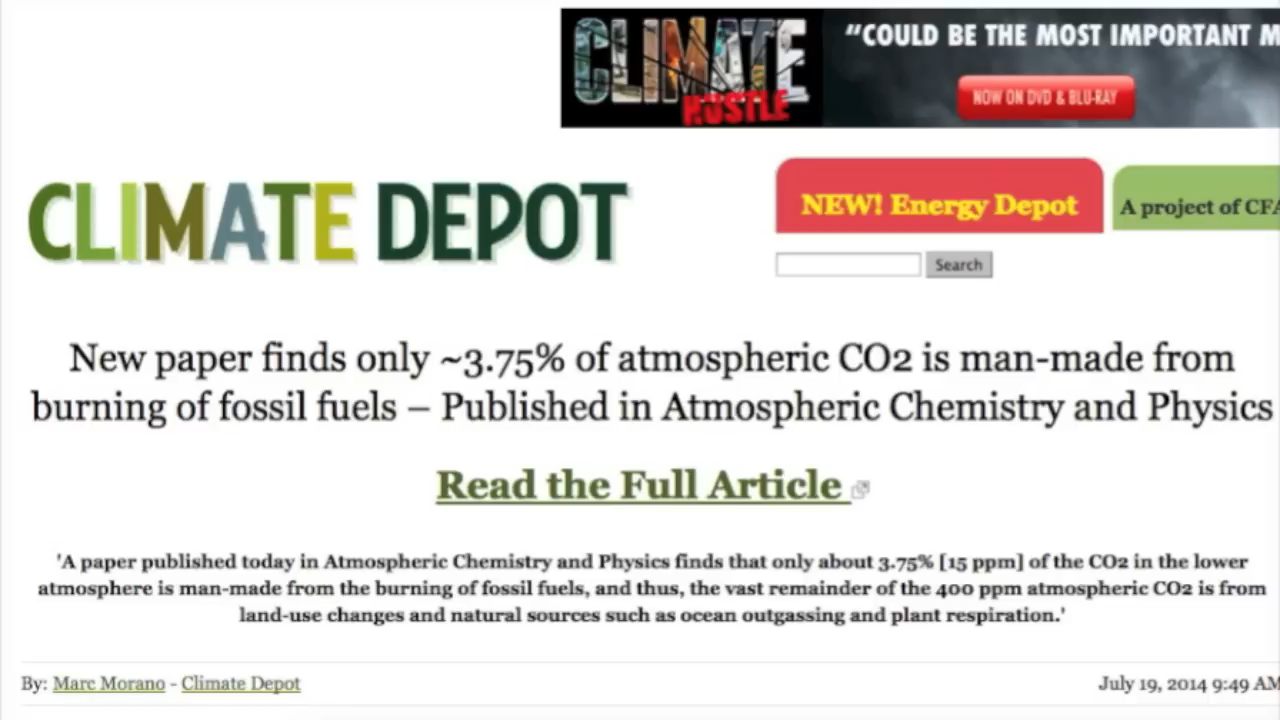 CLIMATE HUSTLE
“COULD BE THE MOST IMPORTANT M
NOW ON DVD & BLU-RAY
CLIMATE DEPOT
NEW! Energy Depot
A project of CFA
Search
New paper finds only ~3.75% of atmospheric CO2 is man-made from
burning of fossil fuels – Published in Atmospheric Chemistry and Physics
Read the Full Article
'A paper published today in Atmospheric Chemistry and Physics finds that only about 3.75% [15 ppm] of the CO2 in the lower
atmosphere is man-made from the burning of fossil fuels, and thus, the vast remainder of the 400 ppm atmospheric CO2 is from
land-use changes and natural sources such as ocean outgassing and plant respiration.'
By: Marc Morano - Climate Depot
July 19, 2014 9:49 AM